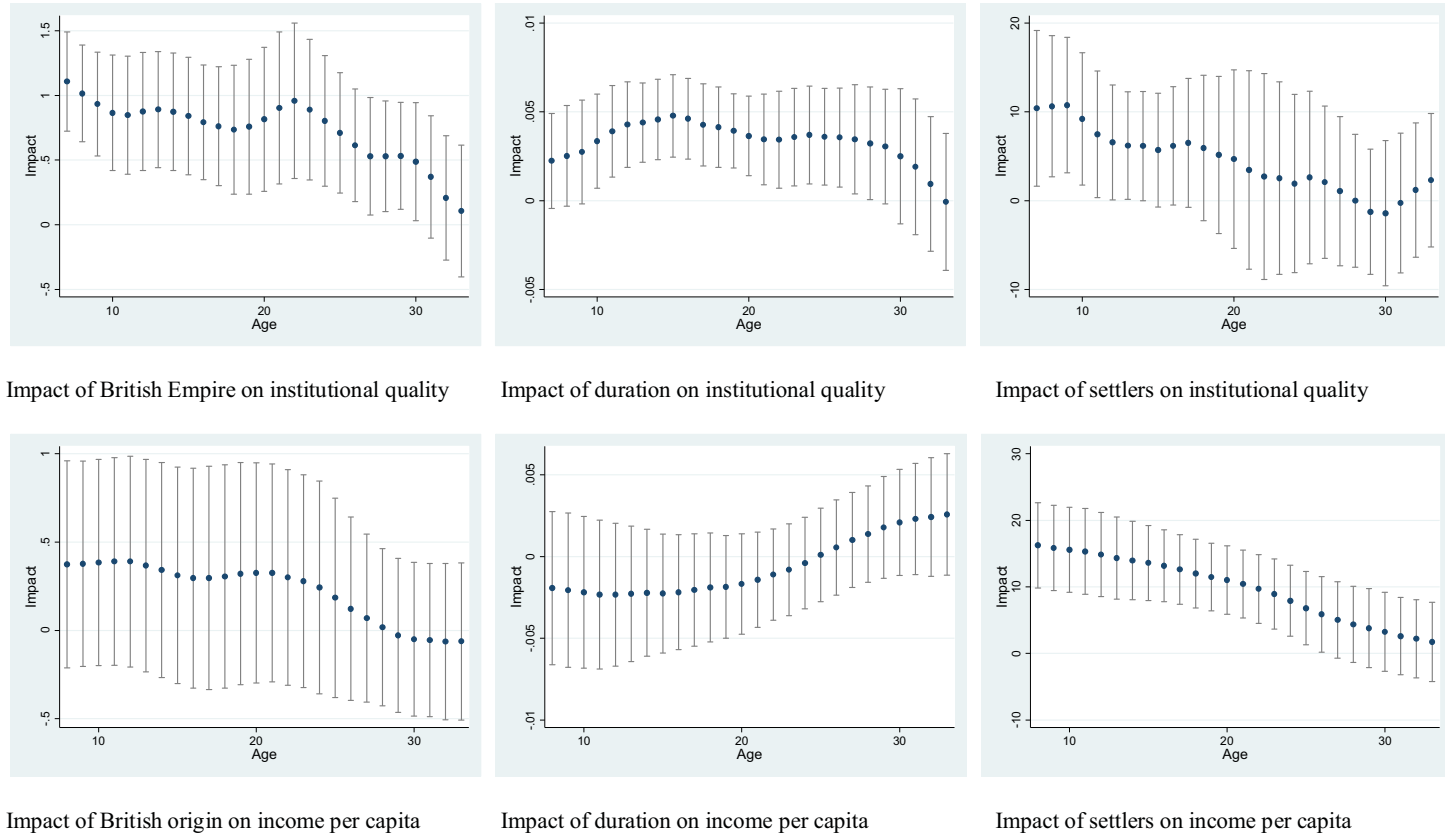 1.5
1
.5
0
-.5
Impact
10
20
30
Age
.01
.005
0
-.005
Impact
10
20
30
Age
20
10
0
-10
Impact
10
20
30
Age
Impact of British Empire on institutional quality
Impact of duration on institutional quality
Impact of settlers on institutional quality
1
.5
0
-.5
Impact
10
20
30
Age
.005
0
-.005
-.01
Impact
10
20
30
Age
30
20
10
0
-10
Impact
10
20
30
Age
Impact of British origin on income per capita
Impact of duration on income per capita
Impact of settlers on income per capita